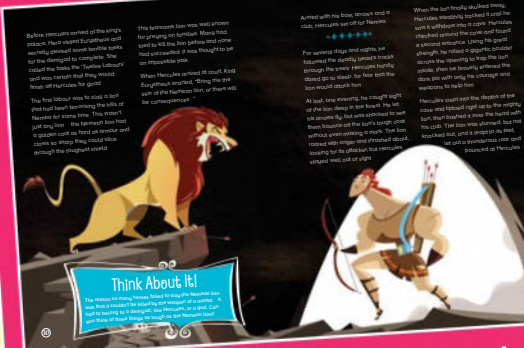 Before Hercules arrived at the king's
palace, Hera visited Eurystheus and
secretly devised some terrible tasks
for the demigod to complete. She
called the tasks the 'Twelve Labours'
and was certain that they would
finish off Hercules for good.
The first labour was to slay a lion
that had been terrorising the hills of
Nemea for some time. This wasn't
just any lion – the Nemean lion had
a golden coat as hard as armour and
claws so sharp they could slice
through the toughest shield.
This fearsome lion was well known
for preying on families. Many had
tried to kill the lion before and none
had succeeded. It was thought to be
an impossible task.
When Hercules arrived at court, King
Eurystheus snarled, "Bring me the
skin of the Nemean lion, or there will
be consequences."
Think About It!
The reason so many heroes failed to slay the Nemean lion
was that it couldn't be killed by the weapon of a mortal. It
had to belong to a demigod, like Hercules, or a god. Can
you think of three things as tough as the Nemean lion?
Armed with his bow, arrows and a
club, Hercules set off for Nemea.
For several days and nights, he
followed the deadly beast's tracks
through the trees. Hercules hardly
dared go to sleep, for fear that the
lion would attack him.
At last, one evening, he caught sight
of the lion deep in the forest. He let
his arrows fly, but was shocked to see
them bounce off the lion's tough coat
without even making a mark. The lion
roared with anger and thrashed about,
looking for its attacker, but Hercules
stayed well out of sight.
When the lion finally skulked away,
Hercules stealthily tracked it until he
saw it withdraw into a cave. Hercules
checked around the cave and found
a second entrance. Using his great
strength, he rolled a gigantic boulder
across the opening to trap the lion
inside, then he bravely entered the
dark pit with only his courage and
weapons to help him.
Hercules crept into the depths of the
cave and tiptoed right up to the mighty
lion, then bashed it over the head with
his club. The lion was stunned, but not
knocked out, and it leapt to its feet,
let out a thunderous roar and
pounced at Hercules.